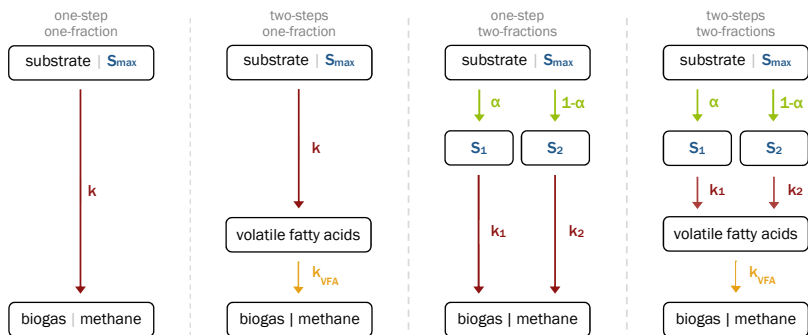 one-step
one-fraction
substrate | Smax
k
biogas | methane
two-steps
one-fraction
substrate | Smax
k
volatile fatty acids
kVFA
biogas | methane
one-step
two-fractions
substrate | Smax
α 1-α
S1 S2
k1 k2
biogas | methane
two-steps
two-fractions
substrate | Smax
α 1-α
S1 S2
k1 k2
volatile fatty acids
kVFA
biogas | methane